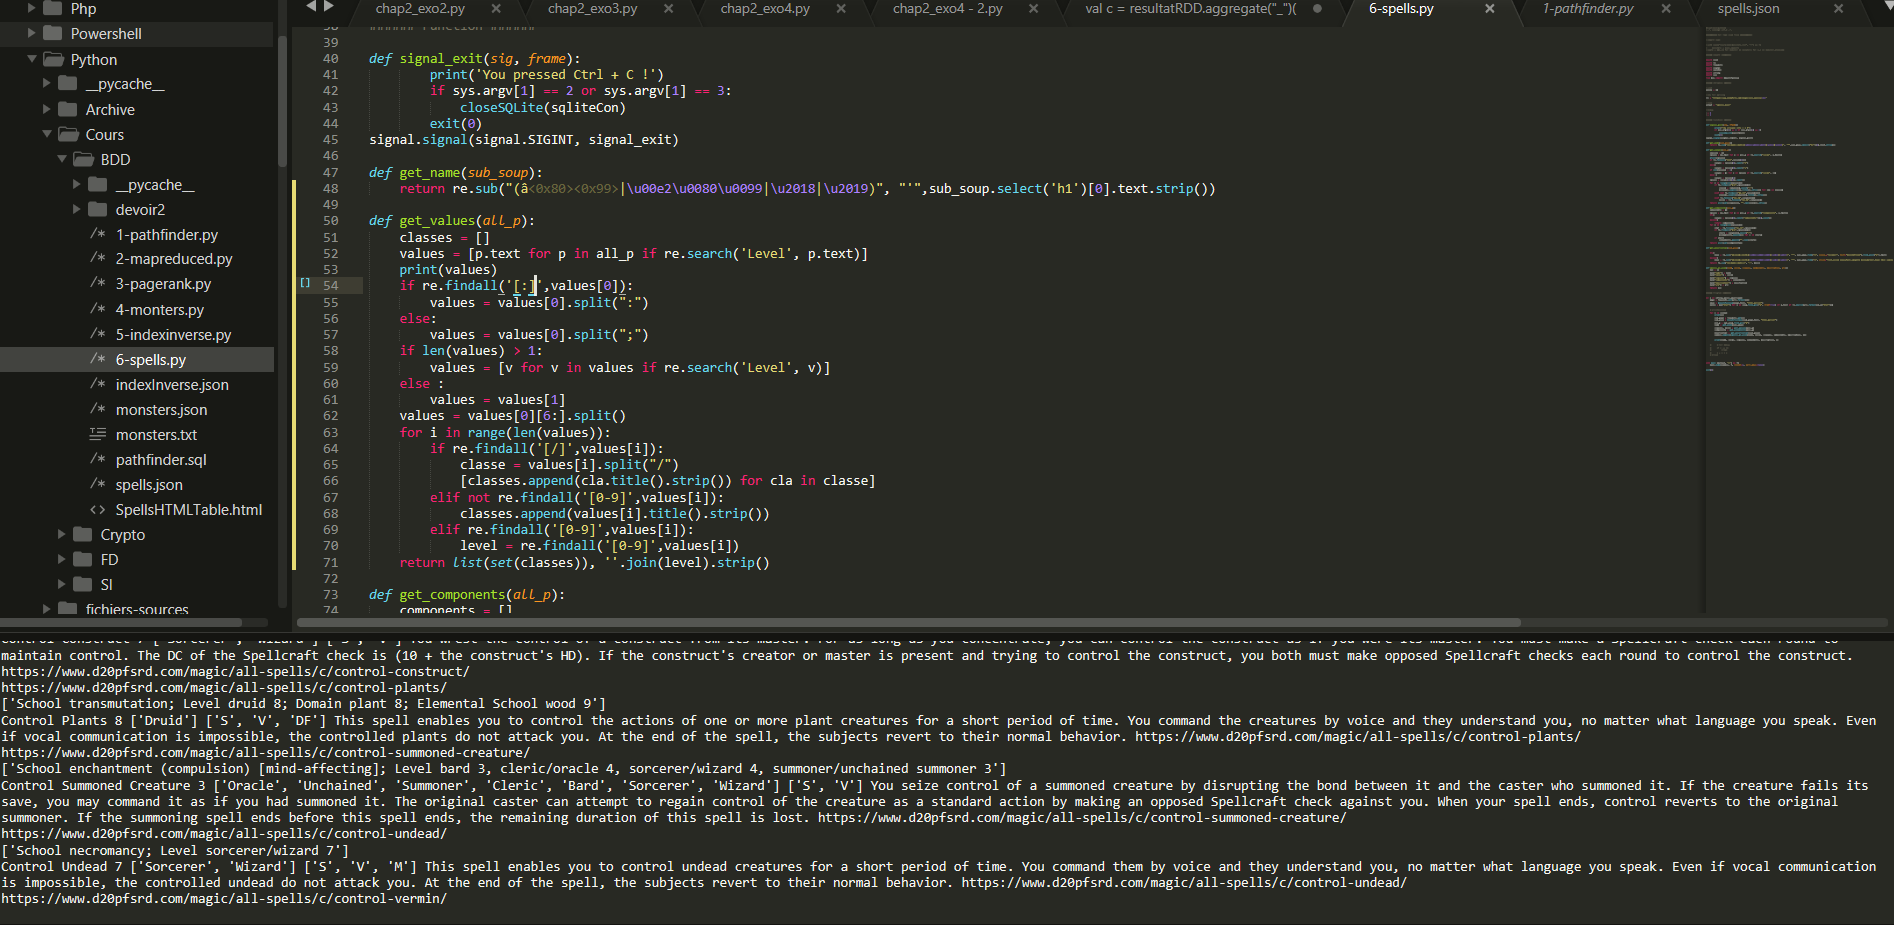 Php
Powershell
Python
__pycache__
Archive
Cours
BDD
__pycache__
devoir2
1-pathfinder.py
2-mapreduced.py
3-pagerank.py
4-monters.py
5-indexinverse.py
6-spells.py
indexInverse.json
monsters.json
monsters.txt
pathfinder.sql
spells.json
SpellsHTMLTable.html
Crypto
FD
SI
fichiers-sources
chap2_exo2.py
chap2_exo3.py
chap2_exo4.py
chap2_exo4 - 2.py
val c = resultatRDD.aggregate("_")(
6-spells.py
1-pathfinder.py
spells.json
39
40 def signal_exit(sig, frame):
41 print('You pressed Ctrl + C !')
42 if sys.argv[1] == 2 or sys.argv[1] == 3:
43 closeSQLite(sqliteCon)
44 exit(0)
45 signal.signal(signal.SIGINT, signal_exit)
46
47 def get_name(sub_soup):
48 return re.sub("(â<0x80><0x99>|\u00e2\u0080\u0099|\u2018|\u2019)", "'",sub_soup.select('h1')[0].text.strip())
49
50 def get_values(all_p):
51 classes = []
52 values = [p.text for p in all_p if re.search('Level', p.text)]
53 print(values)
54 if re.findall('[:]',values[0]):
55 values = values[0].split(":")
56 else:
57 values = values[0].split(";")
58 if len(values) > 1:
59 values = [v for v in values if re.search('Level', v)]
60 else :
61 values = values[1]
62 values = values[0][6:].split()
63 for i in range(len(values)):
64 if re.findall('[/]',values[i]):
65 classe = values[i].split("/")
66 [classes.append(cla.title().strip()) for cla in classe]
67 elif not re.findall('[0-9]',values[i]):
68 classes.append(values[i].title().strip())
69 elif re.findall('[0-9]',values[i]):
70 level = re.findall('[0-9]',values[i])
71 return list(set(classes)), ''.join(level).strip()
72
73 def get_components(all_p):
74 components = []
maintain control. The DC of the Spellcraft check is (10 + the construct's HD). If the construct's creator or master is present and trying to control the construct, you both must make opposed Spellcraft checks each round to control the construct.
https://www.d20pfsrd.com/magic/all-spells/c/control-construct/
https://www.d20pfsrd.com/magic/all-spells/c/control-plants/
['School transmutation; Level druid 8; Domain plant 8; Elemental School wood 9']
Control Plants 8 ['Druid'] ['S', 'V', 'DF'] This spell enables you to control the actions of one or more plant creatures for a short period of time. You command the creatures by voice and they understand you, no matter what language you speak. Even
if vocal communication is impossible, the controlled plants do not attack you. At the end of the spell, the subjects revert to their normal behavior. https://www.d20pfsrd.com/magic/all-spells/c/control-plants/
https://www.d20pfsrd.com/magic/all-spells/c/control-summoned-creature/
['School enchantment (compulsion) [mind-affecting]; Level bard 3, cleric/oracle 4, sorcerer/wizard 4, summoner/unchained summoner 3']
Control Summoned Creature 3 ['Oracle', 'Unchained', 'Summoner', 'Cleric', 'Bard', 'Sorcerer', 'Wizard'] ['S', 'V'] You seize control of a summoned creature by disrupting the bond between it and the caster who summoned it. If the creature fails its
save, you may command it as if you had summoned it. The original caster can attempt to regain control of the creature as a standard action by making an opposed Spellcraft check against you. When your spell ends, control reverts to the original
summoner. If the summoning spell ends before this spell ends, the remaining duration of this spell is lost. https://www.d20pfsrd.com/magic/all-spells/c/control-summoned-creature/
https://www.d20pfsrd.com/magic/all-spells/c/control-undead/
['School necromancy; Level sorcerer/wizard 7']
Control Undead 7 ['Sorcerer', 'Wizard'] ['S', 'V', 'M'] This spell enables you to control undead creatures for a short period of time. You command them by voice and they understand you, no matter what language you speak. Even if vocal communication
is impossible, the controlled undead do not attack you. At the end of the spell, the subjects revert to their normal behavior. https://www.d20pfsrd.com/magic/all-spells/c/control-undead/
https://www.d20pfsrd.com/magic/all-spells/c/control-vermin/